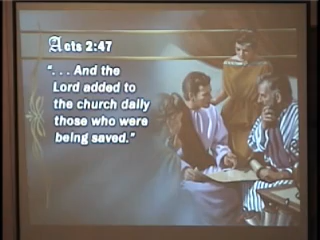 Acts 2:47
". . . And the
Lord added to
the church daily
those who were
being saved."